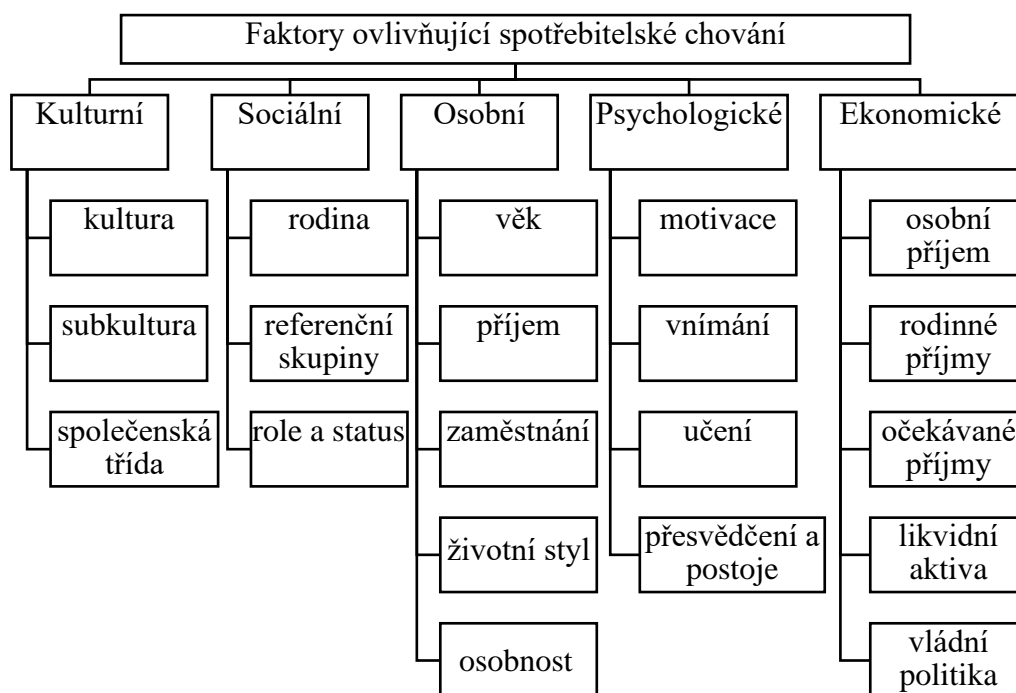 Faktory ovlivňující spotřebitelské chování
Kulturní
kultura
subkultura
společenská
třída
Sociální
rodina
referenční
skupiny
role a status
Osobní
věk
příjem
zaměstnání
životní styl
osobnost
Psychologické
motivace
vnímání
učení
přesvědčení a
postoje
Ekonomické
osobní
příjem
rodinné
příjmy
očekávané
příjmy
likvidní
aktiva
vládní
politika